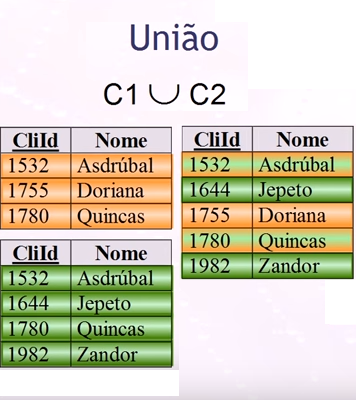 União
C1 ∪ C2
CliId Nome
1532 Asdrúbal
1755 Doriana
1780 Quincas
CliId Nome
1532 Asdrúbal
1644 Jepeto
1780 Quincas
1982 Zandor
CliId Nome
1532 Asdrúbal
1644 Jepeto
1755 Doriana
1780 Quincas
1982 Zandor